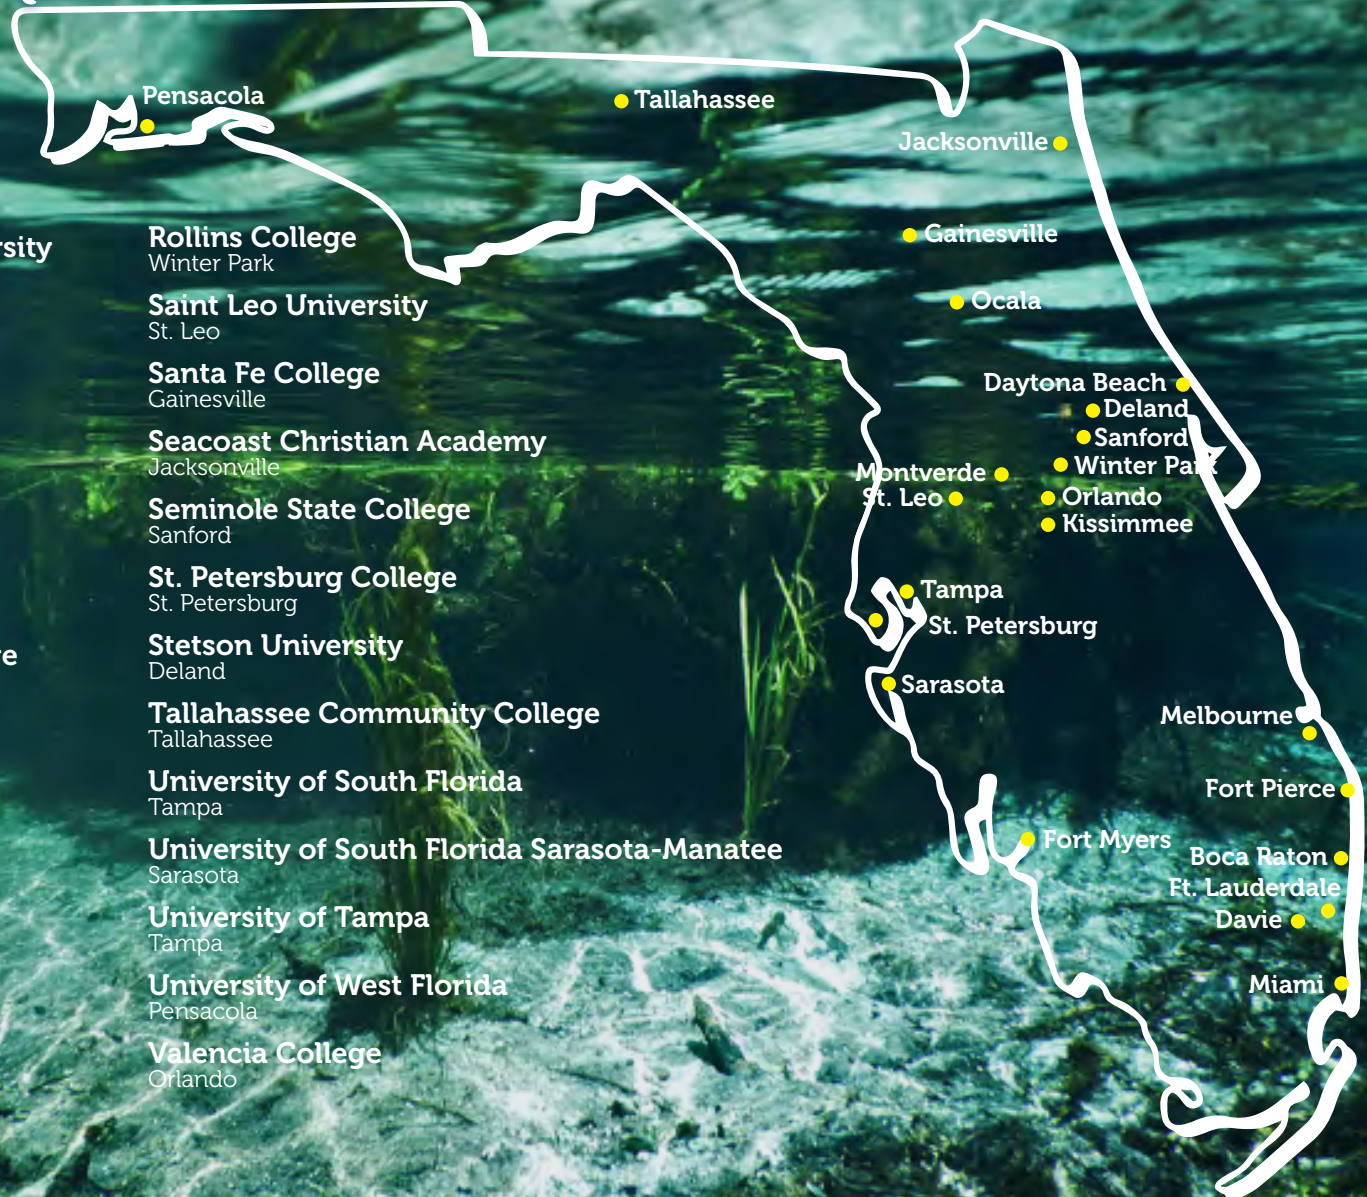 Pensacola
Tallahassee
Jacksonville
Gainesville
Ocala
Daytona Beach
Deland
Sanford
Winter Park
Montverde
St. Leo
Orlando
Kissimmee
Tampa
St. Petersburg
Sarasota
Melbourne
Fort Pierce
Fort Myers
Boca Raton
Ft. Lauderdale
Davie
Miami
rsity
e
Rollins College
Winter Park
Saint Leo University
St. Leo
Santa Fe College
Gainesville
Seacoast Christian Academy
Jacksonville
Seminole State College
Sanford
St. Petersburg College
St. Petersburg
Stetson University
Deland
Tallahassee Community College
Tallahassee
University of South Florida
Tampa
University of South Florida Sarasota-Manatee
Sarasota
University of Tampa
Tampa
University of West Florida
Pensacola
Valencia College
Orlando